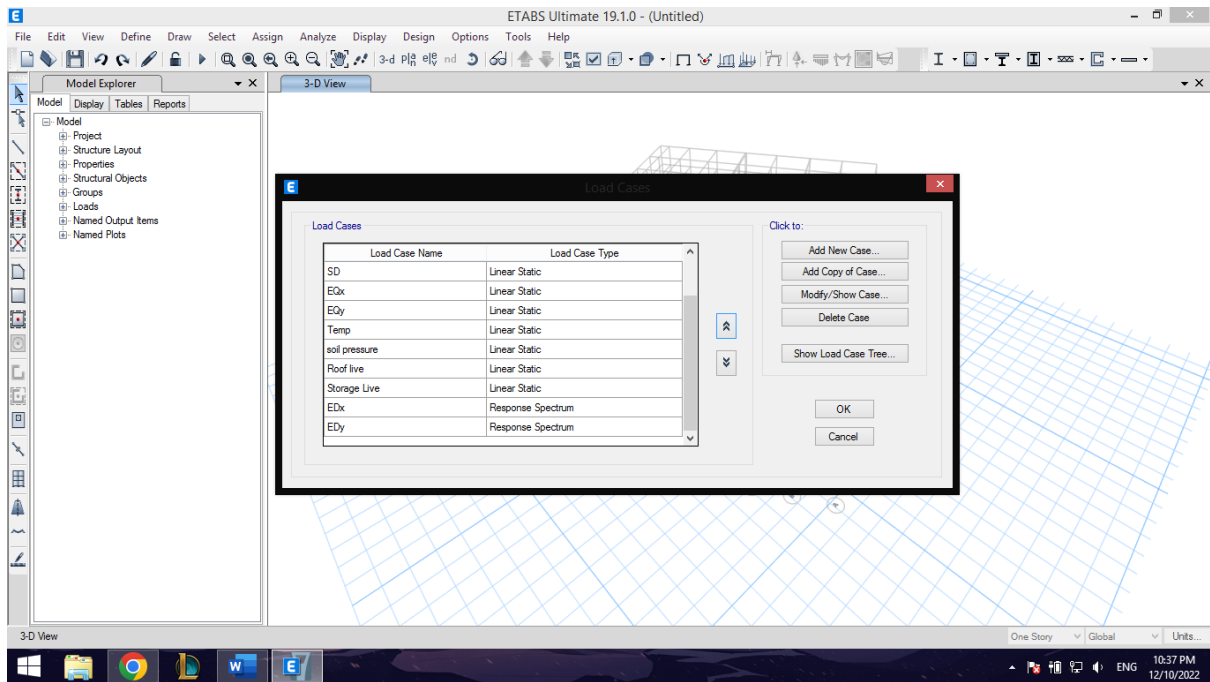 E ETABS Ultimate 19.1.0 - (Untitled)
File Edit View Define Draw Select Assign Analyze Display Design Options Tools Help
3-d nd
Model Explorer
3-D View
Model Display Tables Reports
Model
Project
Structure Layout
Properties
Structural Objects
Groups
Loads
Named Output Items
Named Plots
E Load Cases
Load Cases
Click to:
Load Case Name Load Case Type
SD Linear Static
EQx Linear Static
EQy Linear Static
Temp Linear Static
soil pressure Linear Static
Roof live Linear Static
Storage Live Linear Static
EDx Response Spectrum
EDy Response Spectrum
Add New Case...
Add Copy of Case...
Modify/Show Case...
Delete Case
Show Load Case Tree...
OK
Cancel
3-D View One Story Global Units...
W E ENG 10:37 PM
12/10/2022